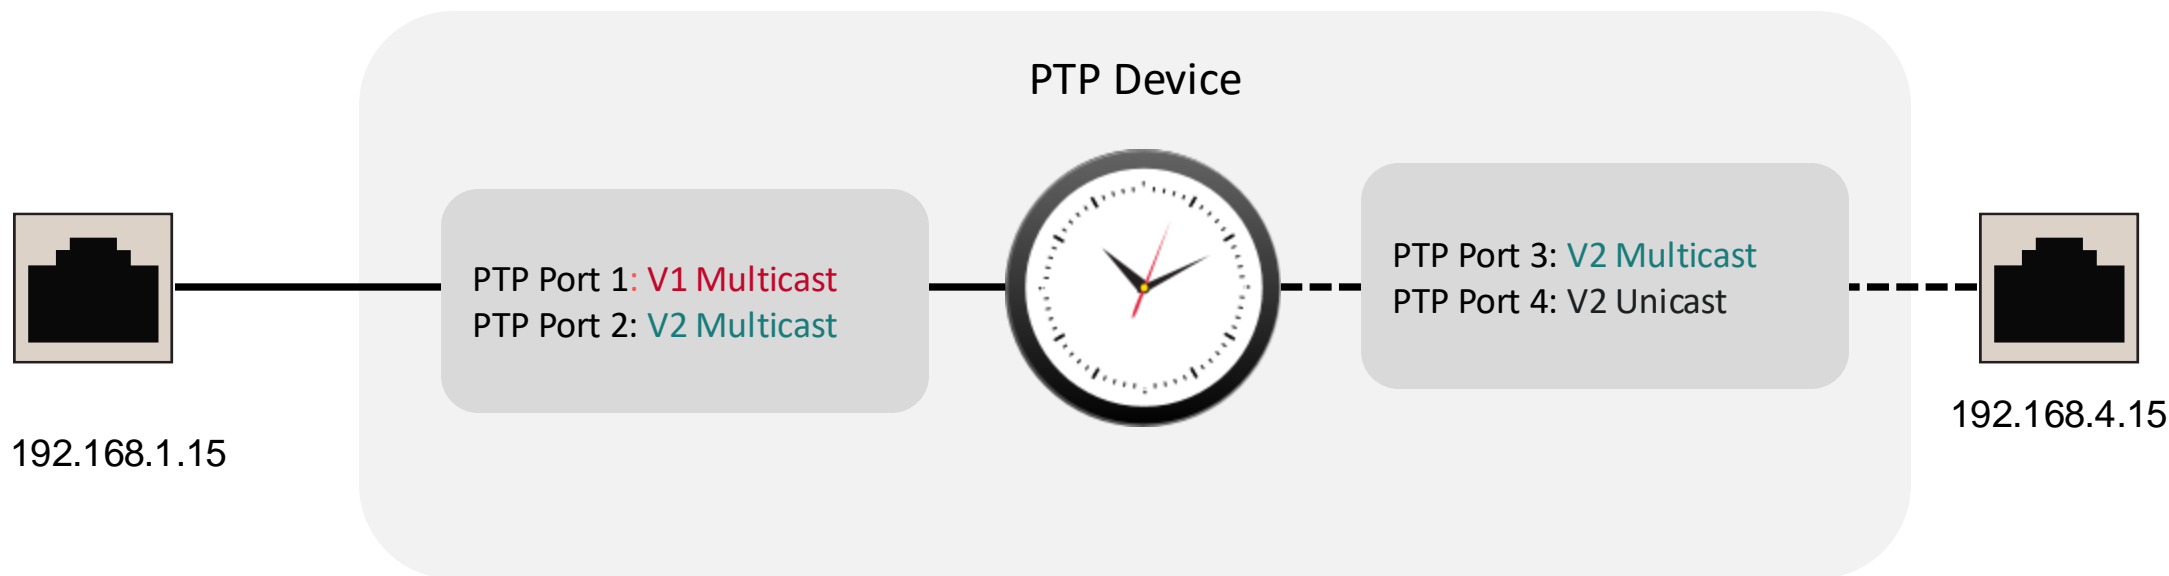 PTP Device
PTP Port 1: V1 Multicast
PTP Port 2: V2 Multicast
PTP Port 3: V2 Multicast
PTP Port 4: V2 Unicast
192.168.1.15
192.168.4.15